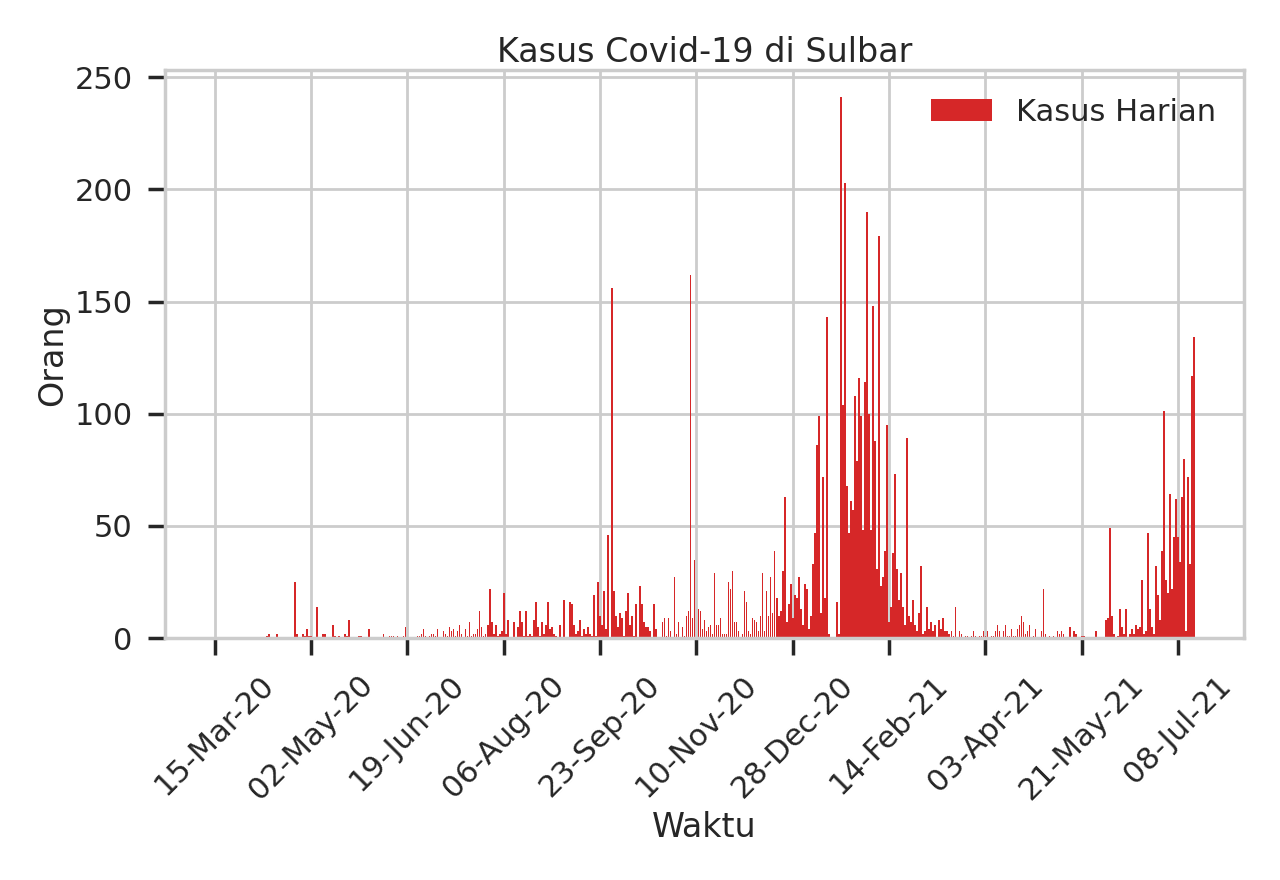 Kasus Covid-19 di Sulbar
Kasus Harian
Orang
250
200
150
100
50
0
15-Mar-20
02-May-20
19-Jun-20
06-Aug-20
23-Sep-20
10-Nov-20
28-Dec-20
14-Feb-21
03-Apr-21
21-May-21
08-Jul-21
Waktu